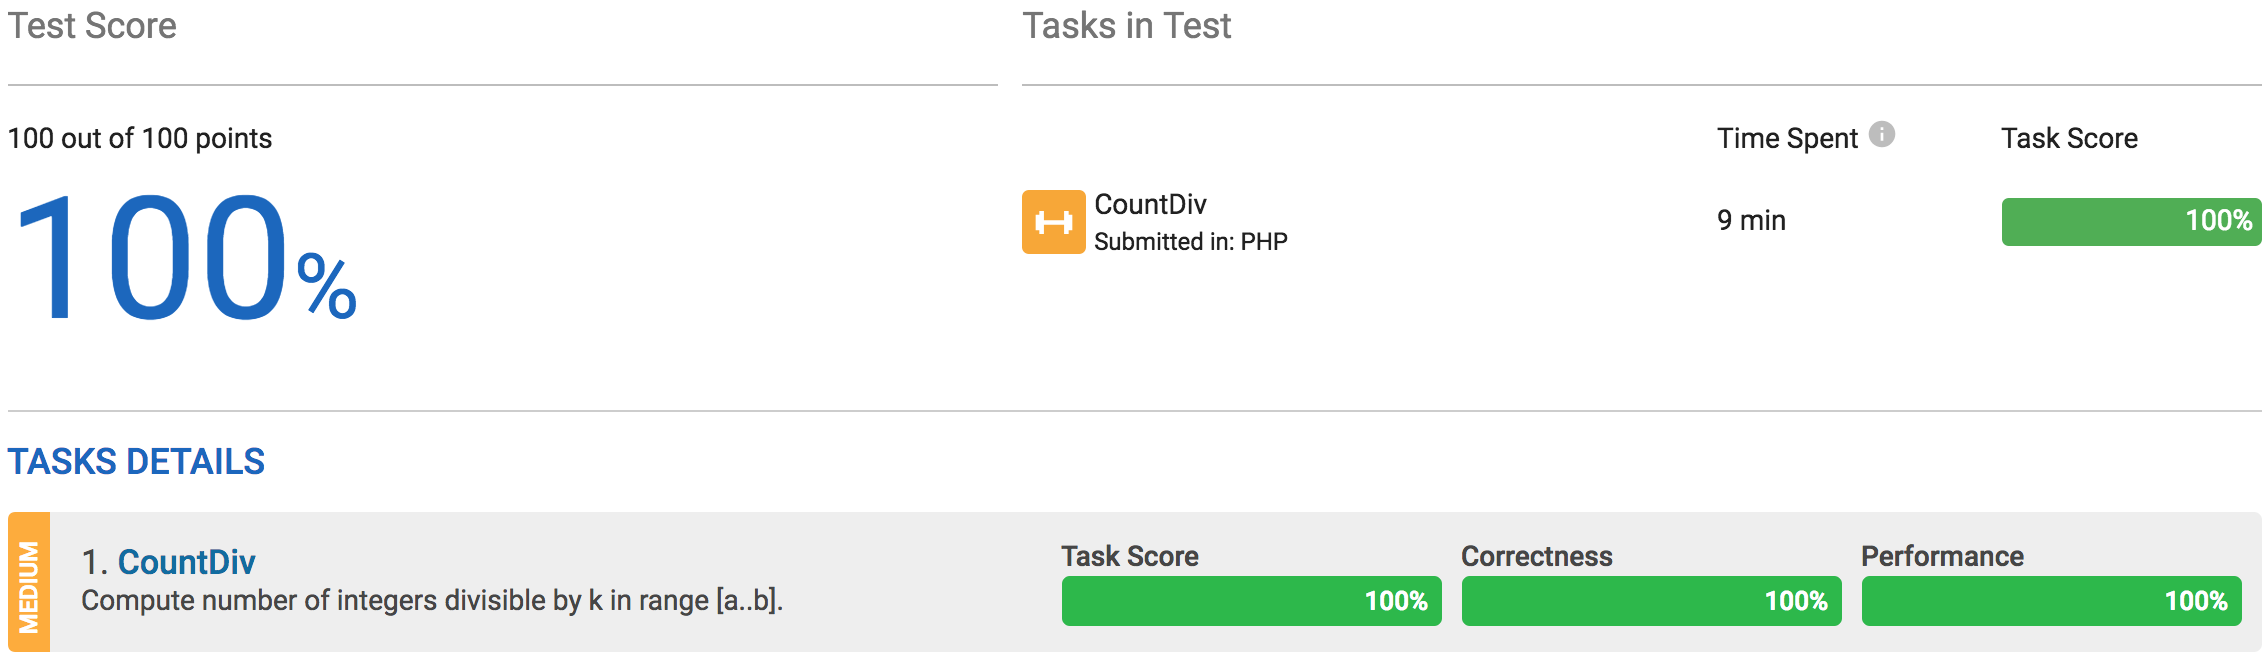 Test Score
Tasks in Test
100 out of 100 points
Time Spent
Task Score
100%
CountDiv
Submitted in: PHP
9 min
100%
TASKS DETAILS
MEDIUM
1. CountDiv
Compute number of integers divisible by k in range [a..b].
Task Score
Correctness
Performance
100%
100%
100%